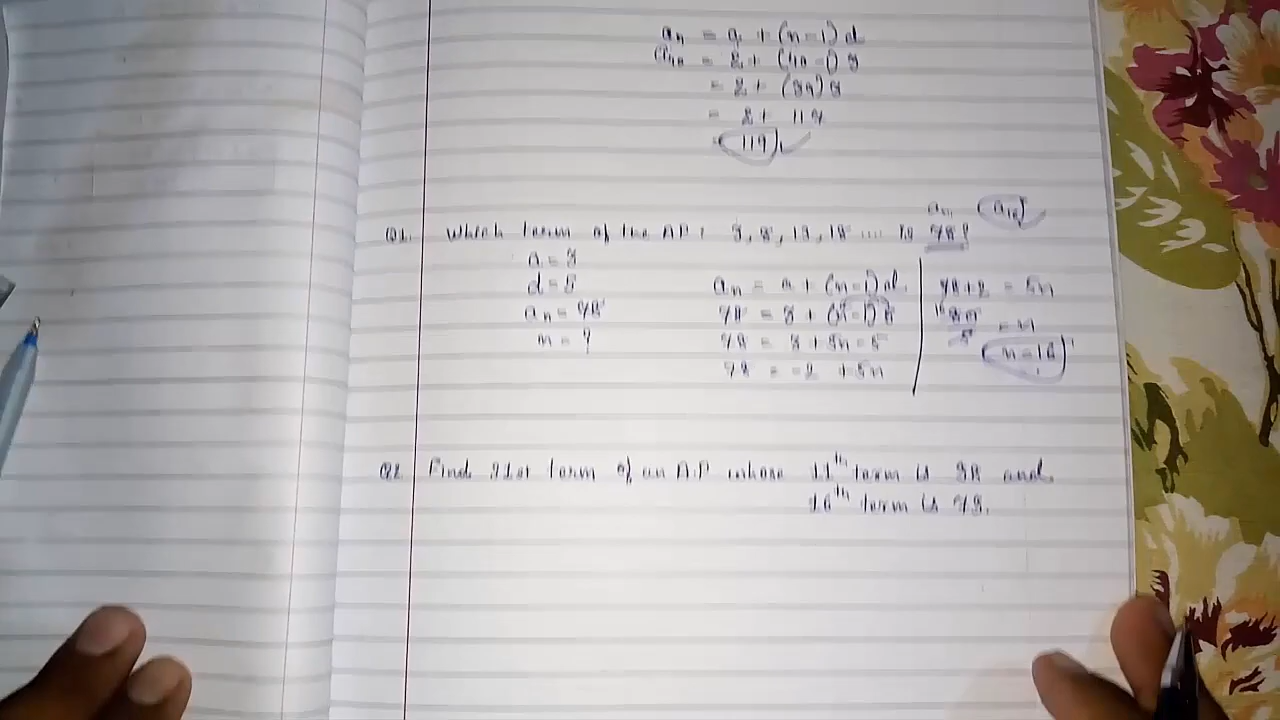 an = a + (n-1) d
a40 = 2 + (40-1) 3
= 2 + (39) 3
= 2 + 117
= 119
an a16
Q1. Which term of the AP: 3, 8, 13, 18 .... is 78?
a = 3
d = 5
an = 78
n = ?
an = a + (n-1) d.
78 = 3 + (n-1) 5
78 = 3 + 5n - 5
78 = -2 + 5n
78+2 = 5n
16 80 = n
5
n = 16
Q2. Find 31st term of an A.P whose 11th term is 38 and
16th term is 73.